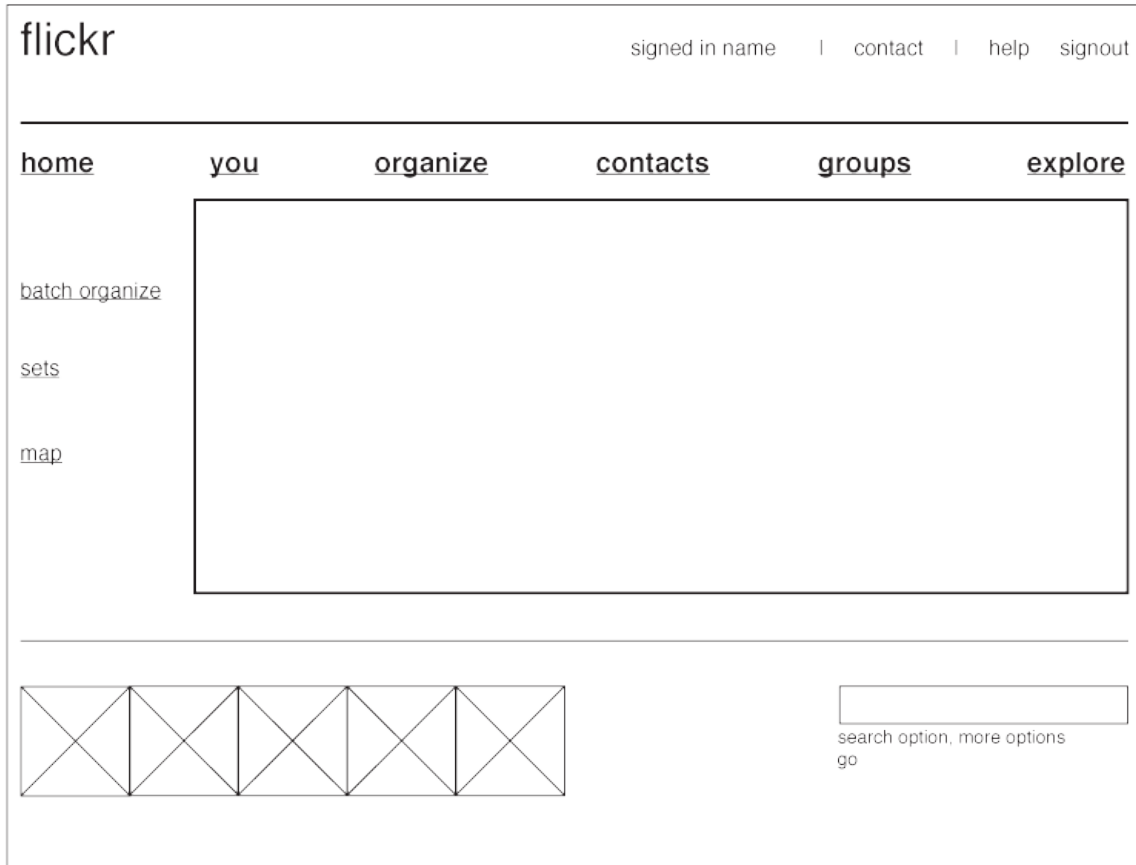 flickr
signed in name | contact | help signout
home you organize contacts groups explore
batch organize
sets
map
search option, more options
go